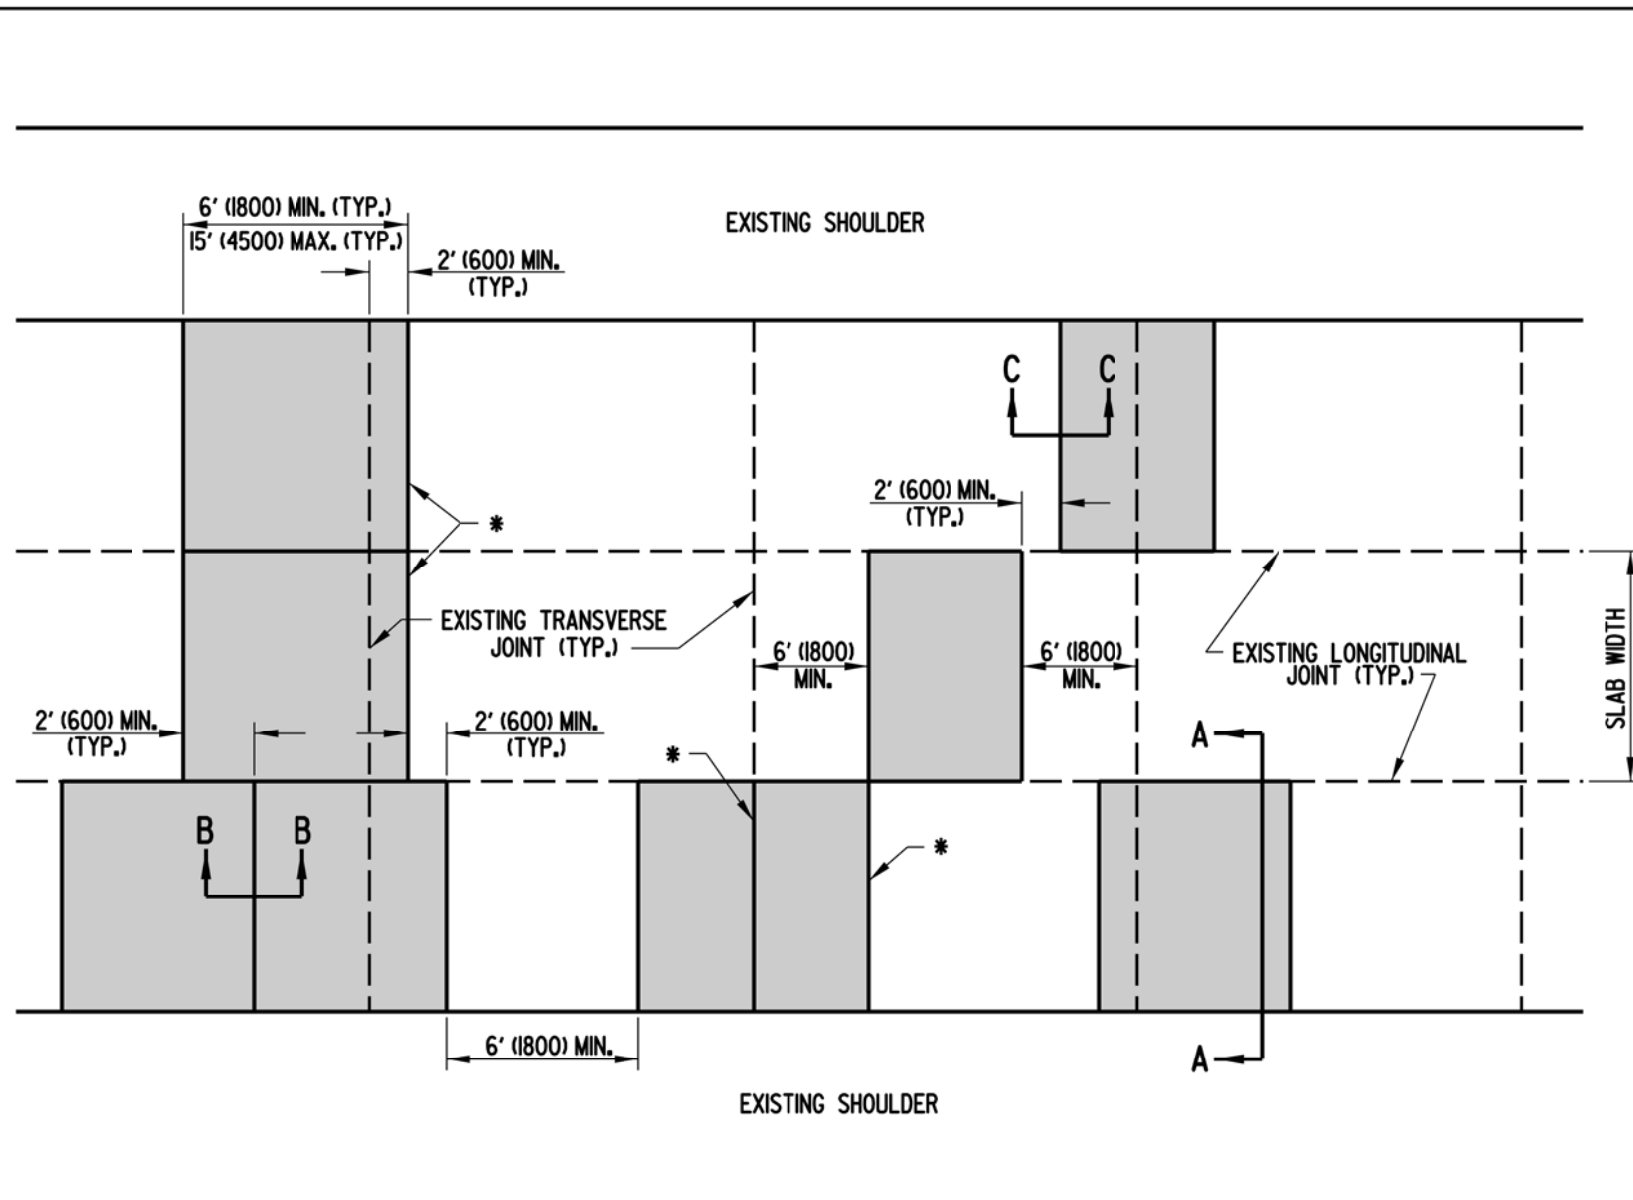 6' (1800) MIN. (TYP.)
15' (4500) MAX. (TYP.)
EXISTING SHOULDER
2' (600) MIN.
(TYP.)
C C
2' (600) MIN.
(TYP.)
*
EXISTING TRANSVERSE
JOINT (TYP.)
6' (1800)
MIN.
6' (1800)
MIN.
EXISTING LONGITUDINAL
JOINT (TYP.)
SLAB WIDTH
2' (600) MIN.
(TYP.)
2' (600) MIN.
(TYP.)
*
A
B B
*
6' (1800) MIN.
A
EXISTING SHOULDER